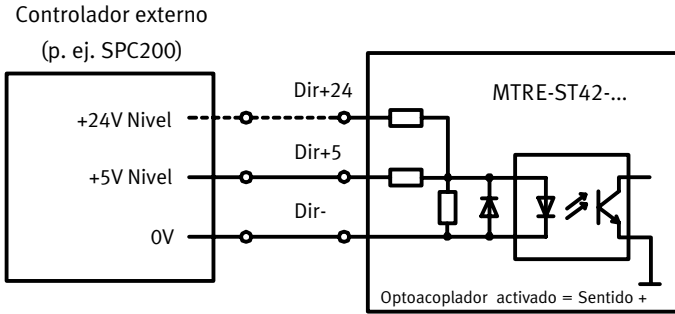 Controlador externo
(p. ej. SPC200)
Dir+24
MTRE-ST42-...
+24V Nivel
Dir+5
+5V Nivel
Dir-
0V
Optoacoplador activado = Sentido +